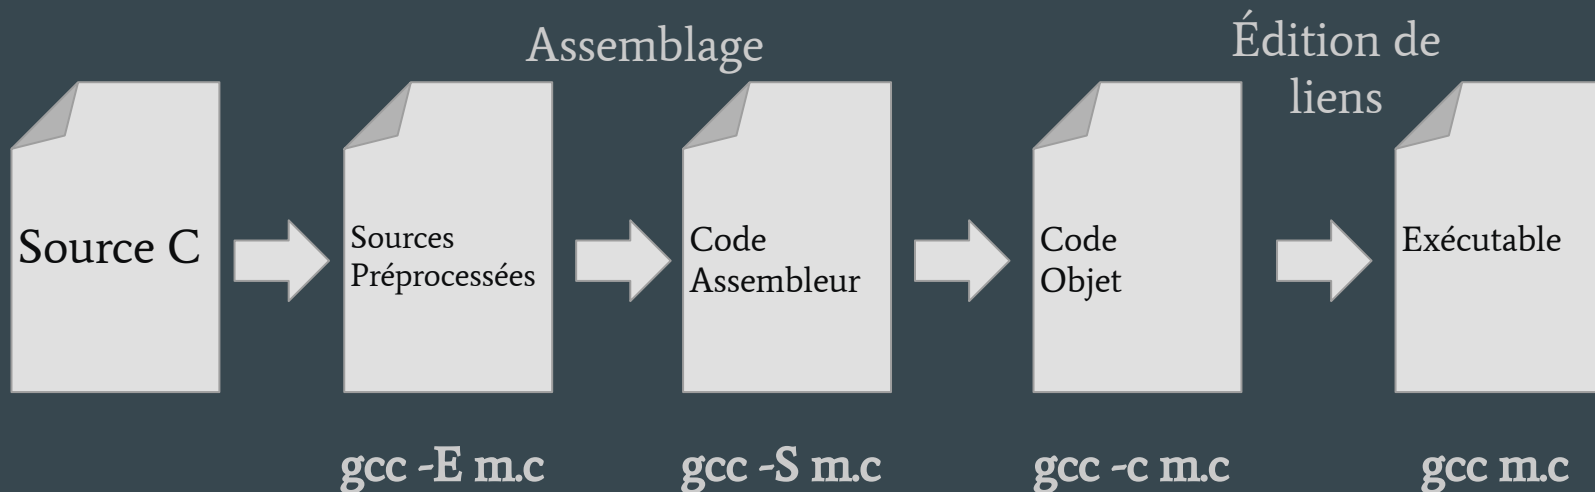 Assemblage
Édition de
liens
Source C
Sources
Préprocessées
Code
Assembleur
Code
Objet
Exécutable
gcc -E m.c
gcc -S m.c
gcc -c m.c
gcc m.c